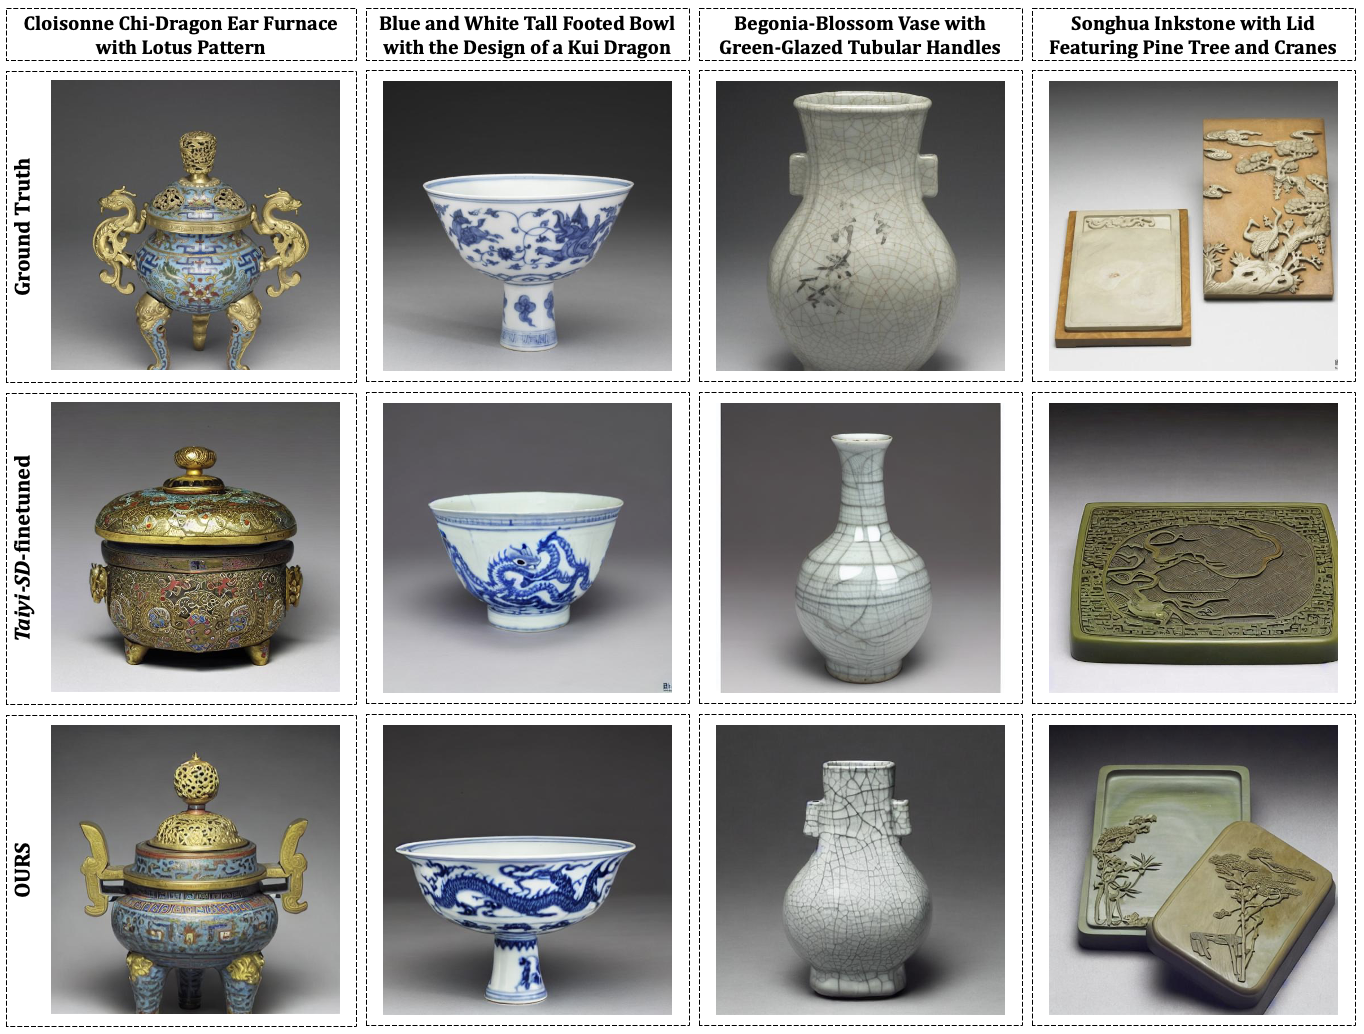 Cloisonne Chi-Dragon Ear Furnace
with Lotus Pattern
Blue and White Tall Footed Bowl
with the Design of a Kui Dragon
Begonia-Blossom Vase with
Green-Glazed Tubular Handles
Songhua Inkstone with Lid
Featuring Pine Tree and Cranes
Ground Truth
Taiyi-SD-finetuned
OURS